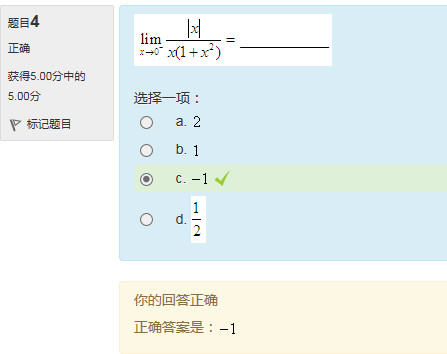 题目4
正确
获得5.00分中的
5.00分
标记题目
lim x→0⁻ |x| / x(1+x²) = ________
选择一项：
a. 2
b. 1
c. −1
d. 1/2
你的回答正确
正确答案是：−1